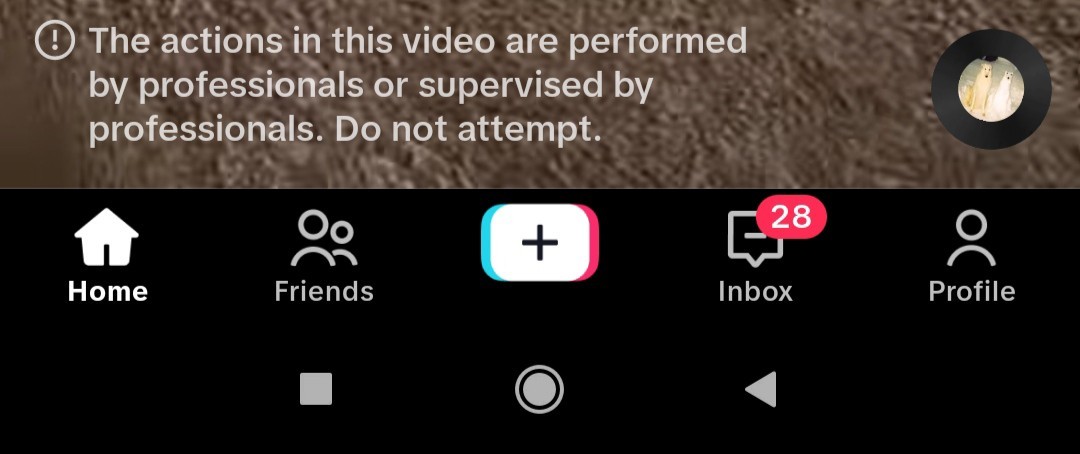 The actions in this video are performed
by professionals or supervised by
professionals. Do not attempt.
28
Home
Friends
Inbox
Profile